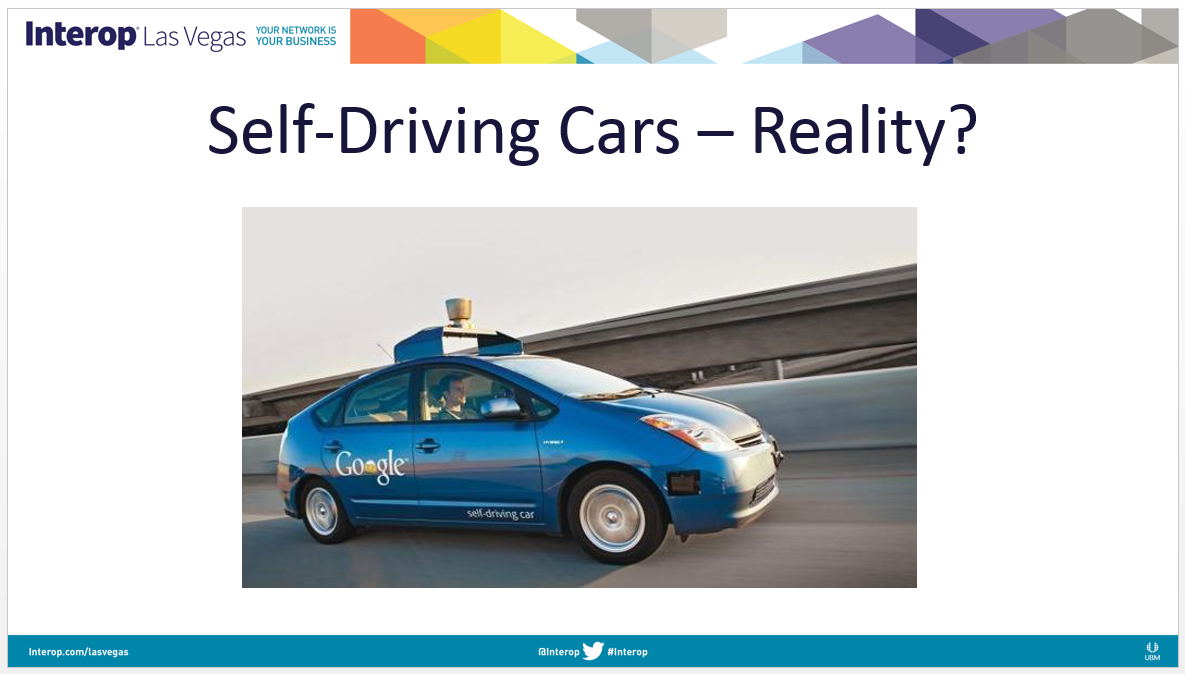 Interop Las Vegas
YOUR NETWORK IS
YOUR BUSINESS
Self-Driving Cars – Reality?
Google
self-driving car
Interop.com/lasvegas
@Interop #Interop
UBM